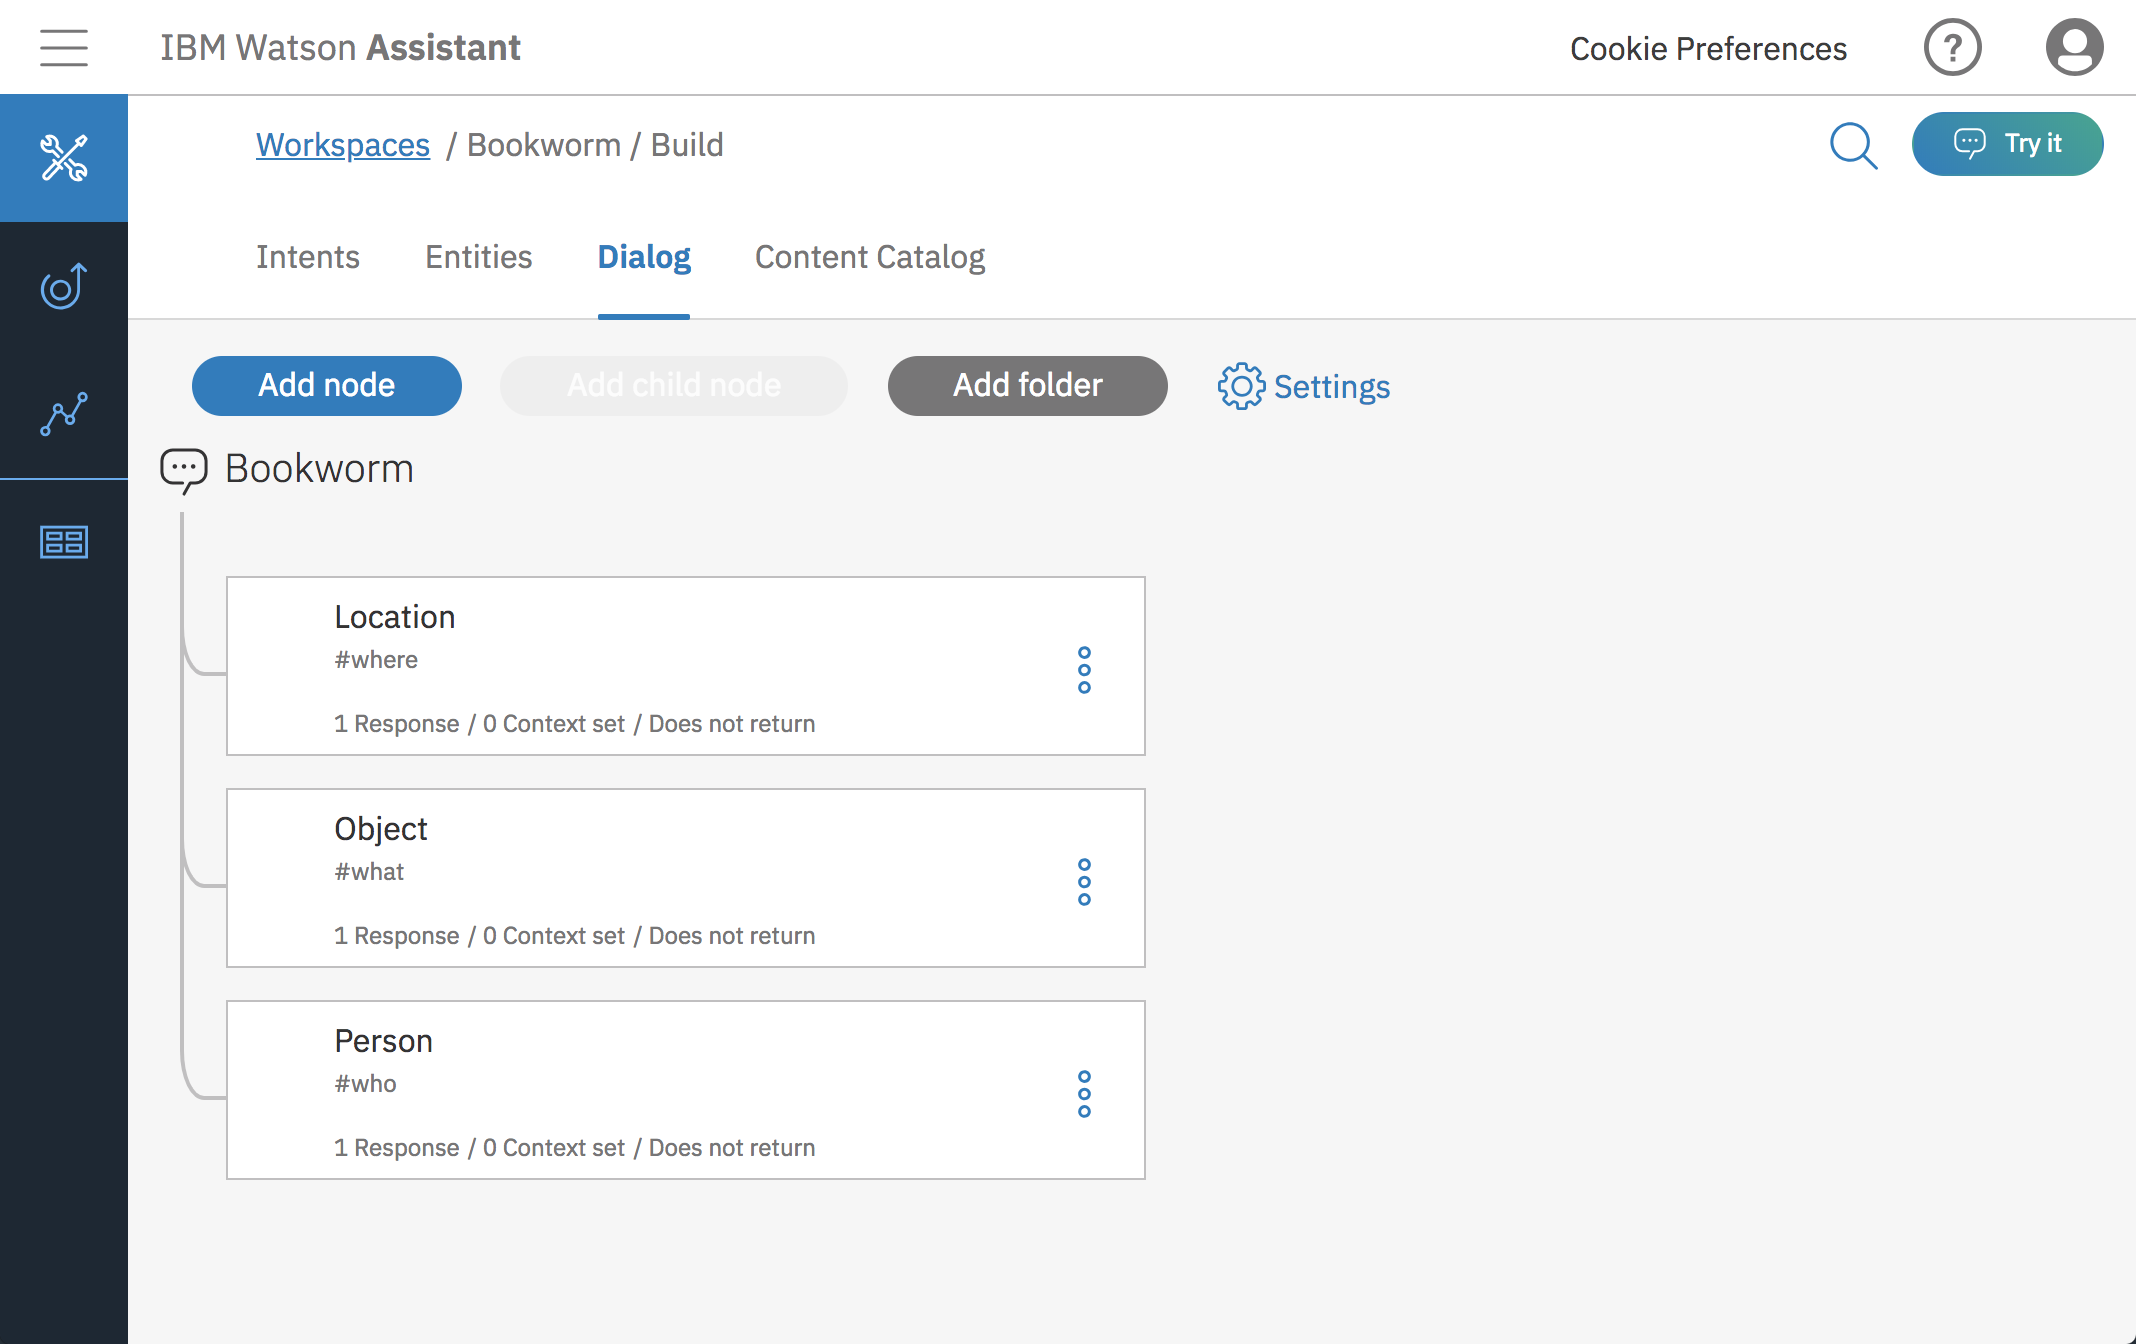 IBM Watson Assistant
Cookie Preferences
?
Workspaces / Bookworm / Build
Try it
Intents
Entities
Dialog
Content Catalog
Add node
Add child node
Add folder
Settings
Bookworm
Location
#where
1 Response / 0 Context set / Does not return
Object
#what
1 Response / 0 Context set / Does not return
Person
#who
1 Response / 0 Context set / Does not return